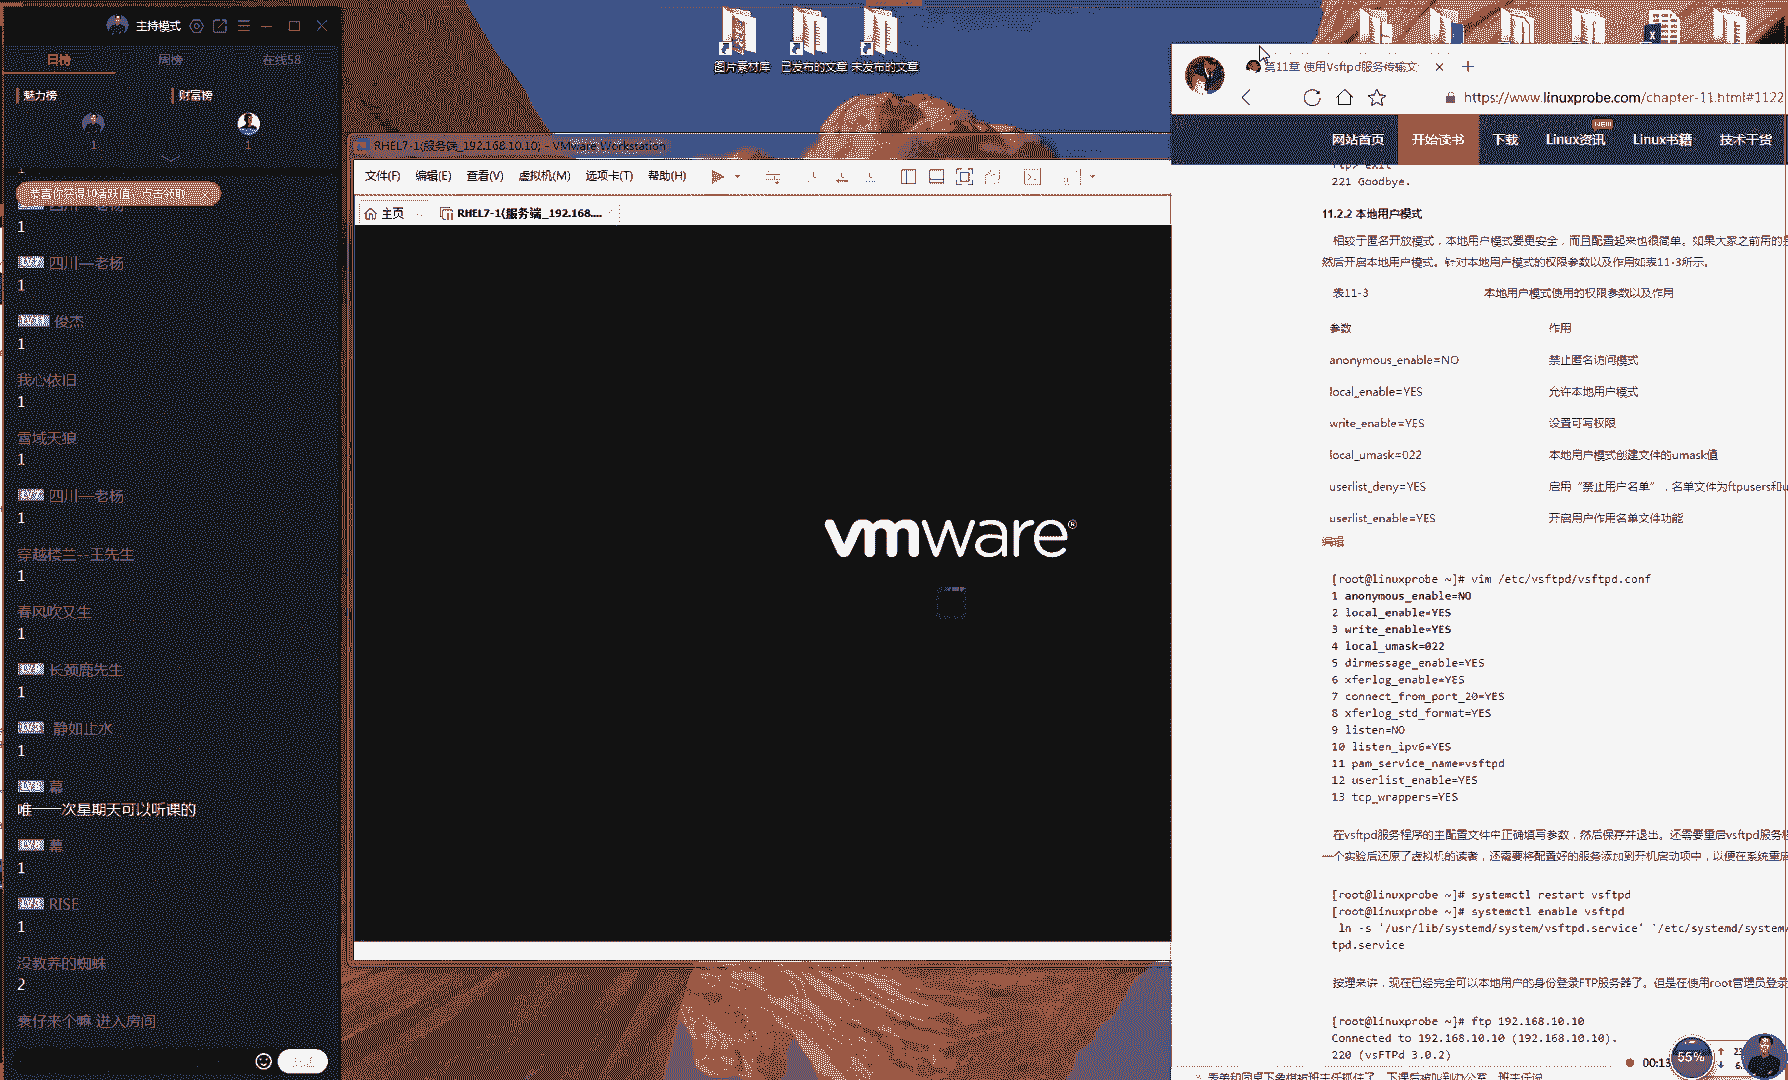 主持模式
日榜
周榜
在线58
魅力榜
财富榜
1
1
恭喜你获得10活跃值，点击领取
四川—老杨
1
LV.7 四川—老杨
1
俊杰
1
我心依旧
1
雪域天狼
1
LV.7 四川—老杨
1
穿越楼兰--王先生
1
春风吹又生
1
长颈鹿先生
1
静如止水
1
LV.8 幕
唯一一次星期天可以听课的
LV.8 幕
1
LV.3 RISE
1
没教养的蜘蛛
2
袁仔来个嘛 进入房间
图片素材库
已发布的文章
未发布的文章
RHEL7-1(服务端_192.168.10.10) - VMware Workstation
文件(F) 编辑(E) 查看(V) 虚拟机(M) 选项卡(T) 帮助(H)
主页
RHEL7-1(服务端_192.168....
vmware®
第11章 使用Vsftpd服务传输文
https://www.linuxprobe.com/chapter-11.html#1122
网站首页
开始读书
下载
Linux资讯
NEW
Linux书籍
技术干货
ftp> exit
221 Goodbye.
11.2.2 本地用户模式
相较于匿名开放模式，本地用户模式要更安全，而且配置起来也很简单。如果大家之前用的是
然后开启本地用户模式。针对本地用户模式的权限参数以及作用如表11-3所示。
表11-3 本地用户模式使用的权限参数以及作用
参数 作用
anonymous_enable=NO 禁止匿名访问模式
local_enable=YES 允许本地用户模式
write_enable=YES 设置可写权限
local_umask=022 本地用户模式创建文件的umask值
userlist_deny=YES 启用“禁止用户名单”，名单文件为ftpusers和u
userlist_enable=YES 开启用户作用名单文件功能
编辑
[root@linuxprobe ~]# vim /etc/vsftpd/vsftpd.conf
1 anonymous_enable=NO
2 local_enable=YES
3 write_enable=YES
4 local_umask=022
5 dirmessage_enable=YES
6 xferlog_enable=YES
7 connect_from_port_20=YES
8 xferlog_std_format=YES
9 listen=NO
10 listen_ipv6=YES
11 pam_service_name=vsftpd
12 userlist_enable=YES
13 tcp_wrappers=YES
在vsftpd服务程序的主配置文件中正确填写参数，然后保存并退出。还需要重启vsftpd服务程
一个实验后还原了虚拟机的读者，还需要将配置好的服务添加到开机启动项中，以便在系统重启
[root@linuxprobe ~]# systemctl restart vsftpd
[root@linuxprobe ~]# systemctl enable vsftpd
ln -s '/usr/lib/systemd/system/vsftpd.service' '/etc/systemd/system/
tpd.service
按理来讲，现在已经完全可以本地用户的身份登录FTP服务器了。但是在使用root管理员登录
[root@linuxprobe ~]# ftp 192.168.10.10
Connected to 192.168.10.10 (192.168.10.10).
220 (vsFTPd 3.0.2)
55%